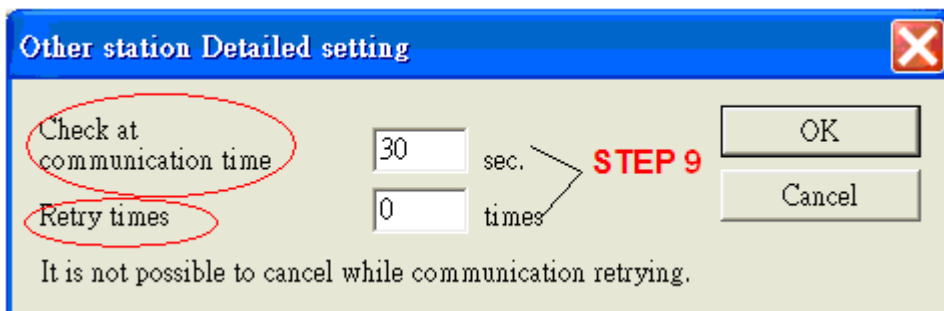 Other station Detailed setting
Check at
communication time
30 sec.
STEP 9
OK
Retry times
0 times
Cancel
It is not possible to cancel while communication retrying.